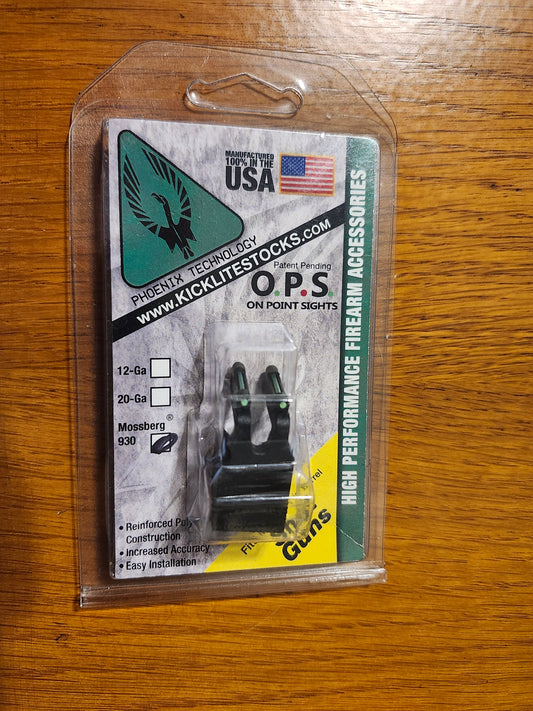 MANUFACTURED
100% IN THE
USA
PHOENIX TECHNOLOGY
www.KICKLITESTOCKS.com
Patent Pending
O.P.S.
ON POINT SIGHTS
12-Ga
20-Ga
Mossberg®
930
• Reinforced
Construction
• Increased Accuracy
• Easy Installation
Guns
HIGH PERFORMANCE FIREARM ACCESSORIES